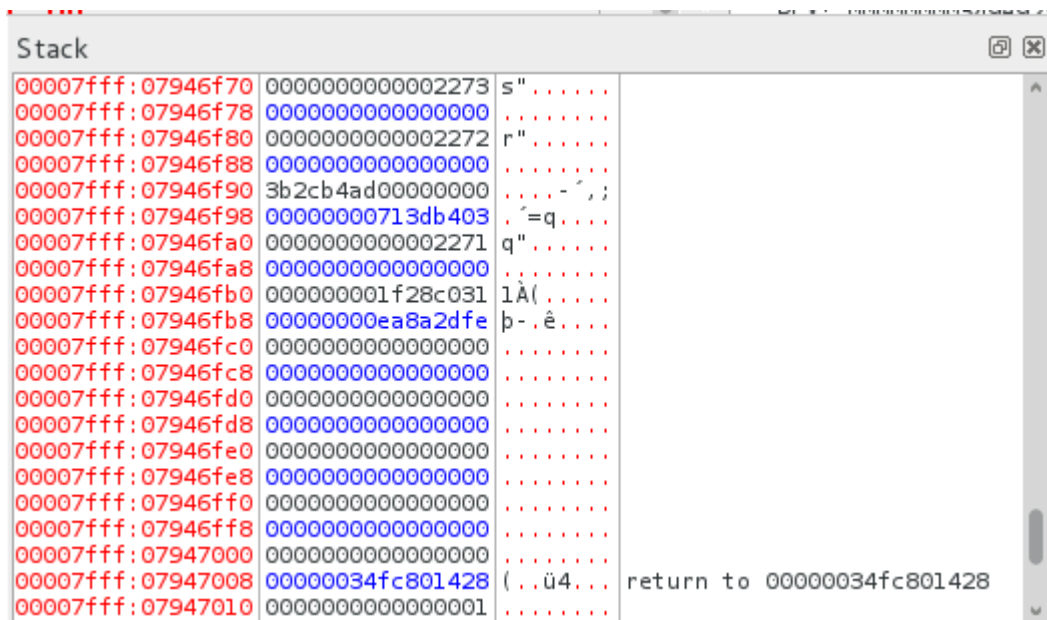 Stack
00007fff:07946f70 0000000000002273 s"......
00007fff:07946f78 0000000000000000 ........
00007fff:07946f80 0000000000002272 r"......
00007fff:07946f88 0000000000000000 ........
00007fff:07946f90 3b2cb4ad00000000 ....-´,;
00007fff:07946f98 00000000713db403 .´=q....
00007fff:07946fa0 0000000000002271 q"......
00007fff:07946fa8 0000000000000000 ........
00007fff:07946fb0 000000001f28c031 1À(.....
00007fff:07946fb8 00000000ea8a2dfe þ-.ê....
00007fff:07946fc0 0000000000000000 ........
00007fff:07946fc8 0000000000000000 ........
00007fff:07946fd0 0000000000000000 ........
00007fff:07946fd8 0000000000000000 ........
00007fff:07946fe0 0000000000000000 ........
00007fff:07946fe8 0000000000000000 ........
00007fff:07946ff0 0000000000000000 ........
00007fff:07946ff8 0000000000000000 ........
00007fff:07947000 0000000000000000 ........
00007fff:07947008 00000034fc801428 (..ü4... return to 00000034fc801428
00007fff:07947010 0000000000000001 ........